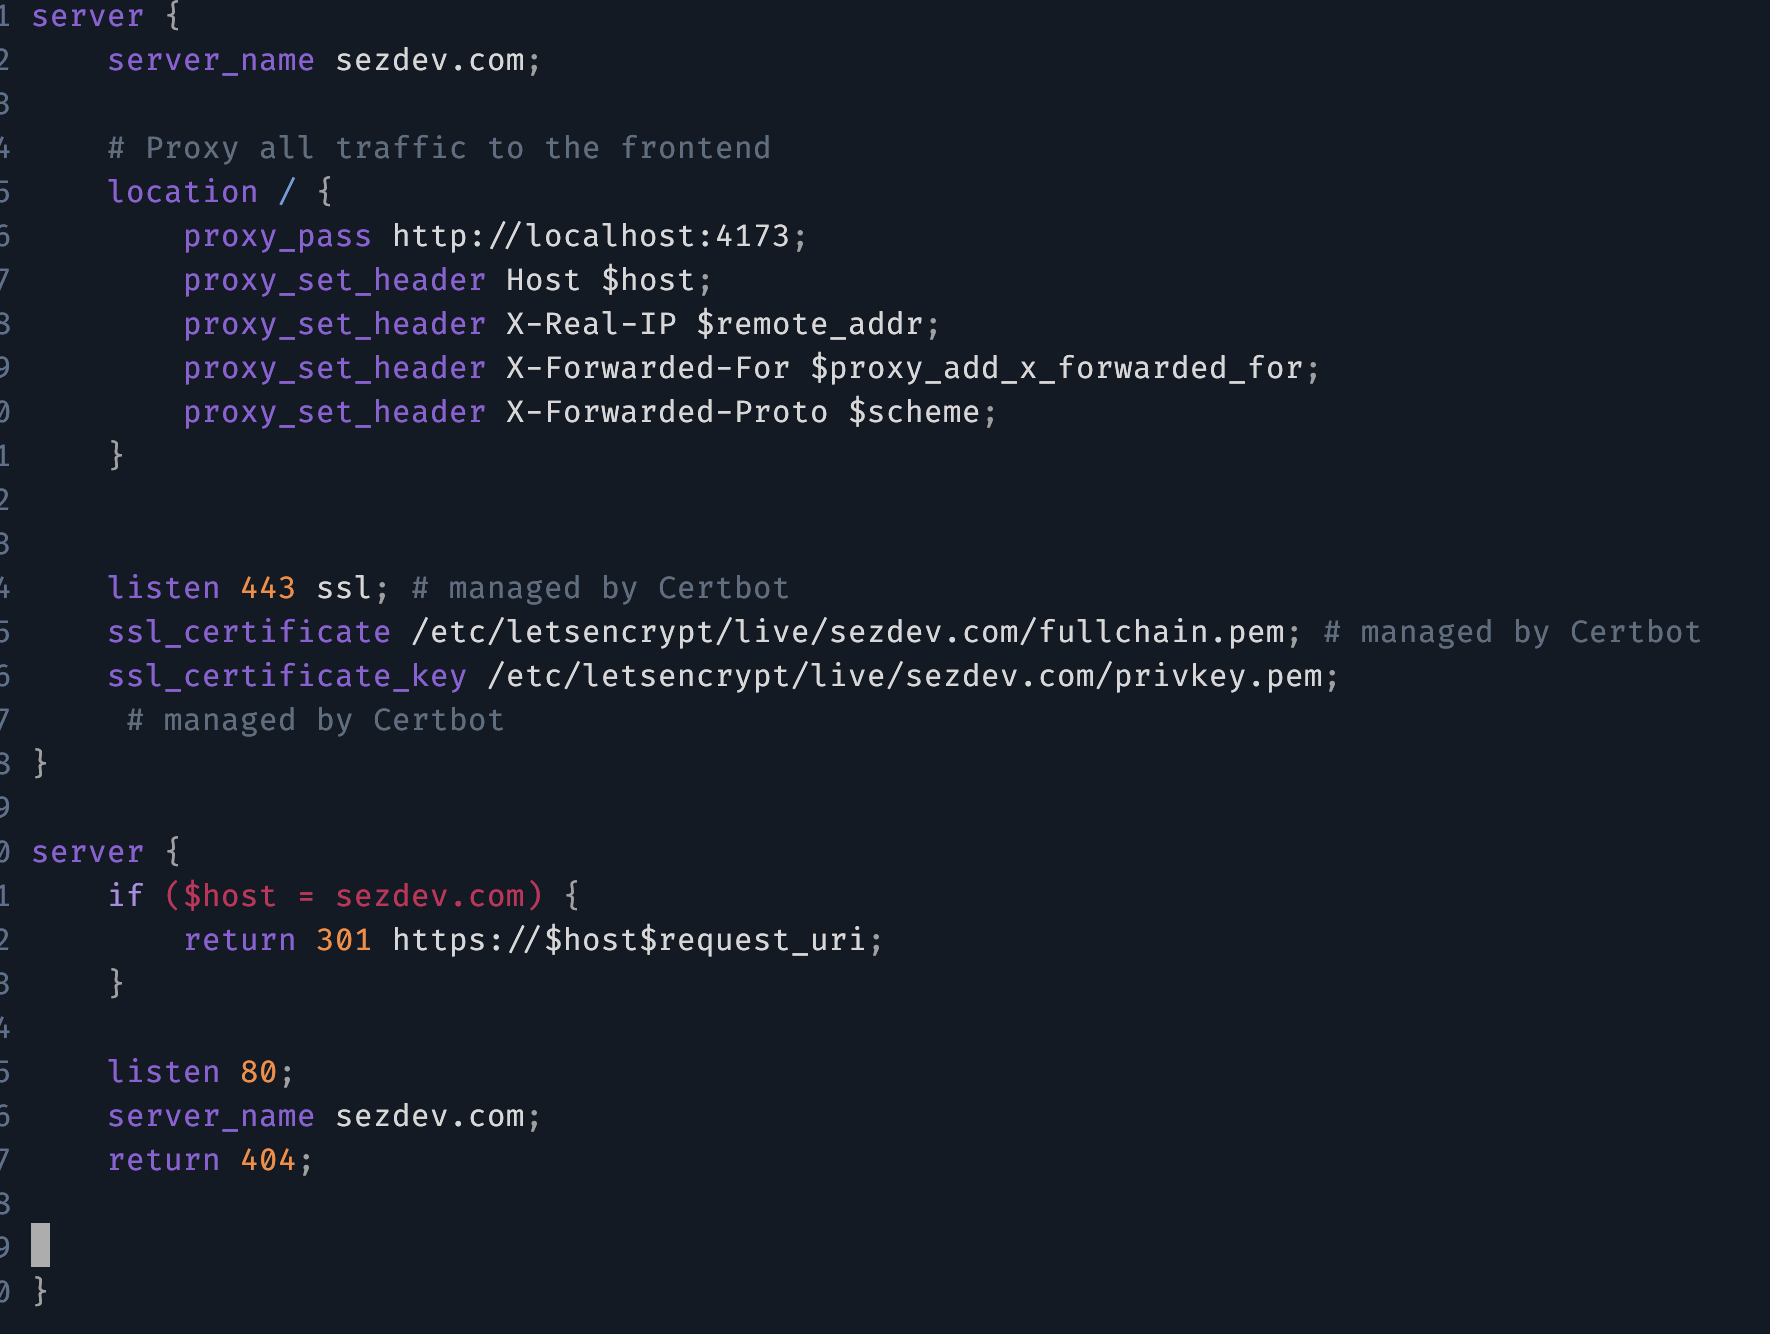 1 server {
2 server_name sezdev.com;
3
4 # Proxy all traffic to the frontend
5 location / {
6 proxy_pass http://localhost:4173;
7 proxy_set_header Host $host;
8 proxy_set_header X-Real-IP $remote_addr;
9 proxy_set_header X-Forwarded-For $proxy_add_x_forwarded_for;
0 proxy_set_header X-Forwarded-Proto $scheme;
1 }
2
3
4 listen 443 ssl; # managed by Certbot
5 ssl_certificate /etc/letsencrypt/live/sezdev.com/fullchain.pem; # managed by Certbot
6 ssl_certificate_key /etc/letsencrypt/live/sezdev.com/privkey.pem;
7 # managed by Certbot
8 }
9
0 server {
1 if ($host = sezdev.com) {
2 return 301 https://$host$request_uri;
3 }
4
5 listen 80;
6 server_name sezdev.com;
7 return 404;
8
9
0 }